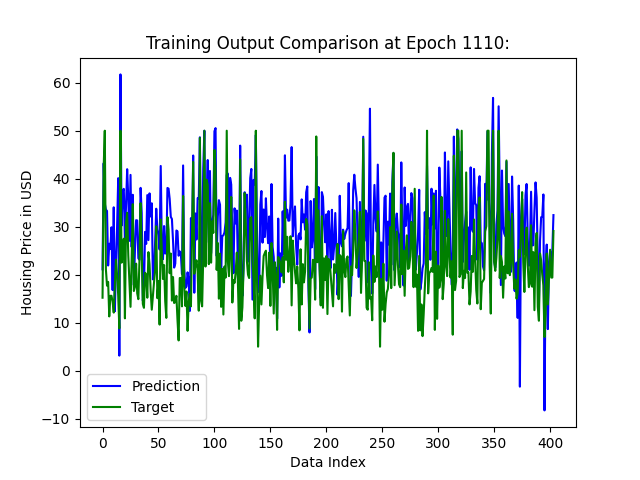 Training Output Comparison at Epoch 1110:
Housing Price in USD
60
50
40
30
20
10
0
−10
Prediction
Target
0 50 100 150 200 250 300 350 400
Data Index